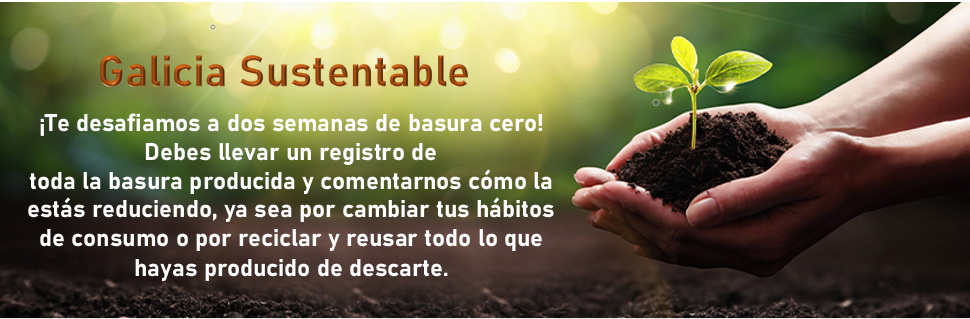 Galicia Sustentable
¡Te desafiamos a dos semanas de basura cero!
Debes llevar un registro de
toda la basura producida y comentarnos cómo la
estás reduciendo, ya sea por cambiar tus hábitos
de consumo o por reciclar y reusar todo lo que
hayas producido de descarte.